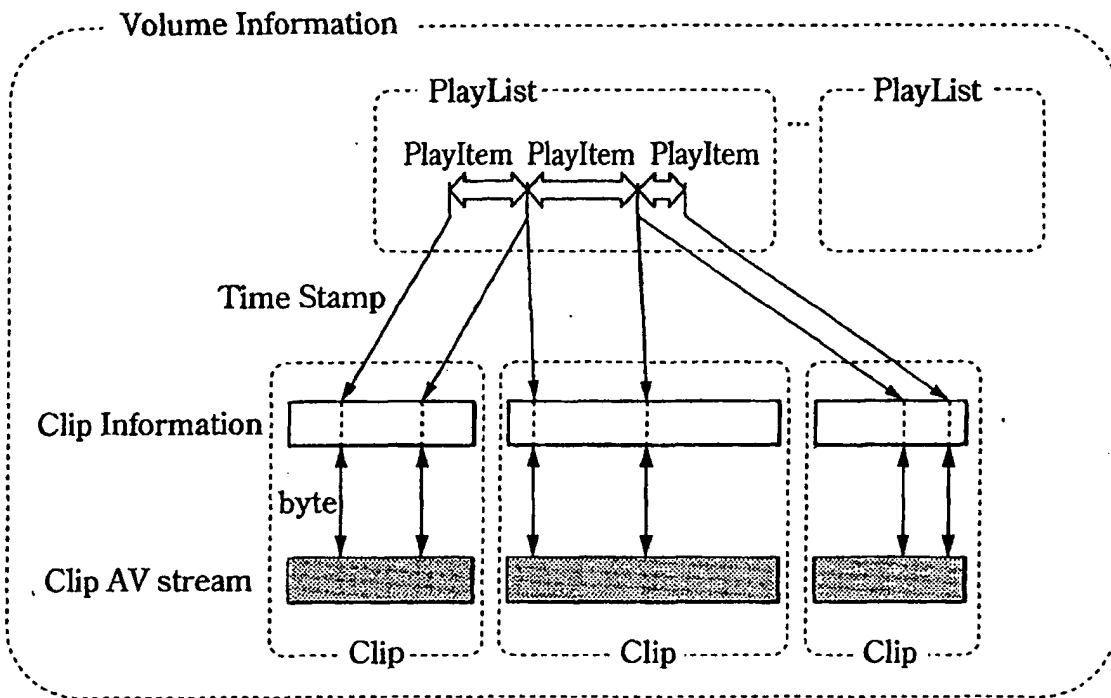 Volume Information
PlayList
PlayList
...
PlayItem PlayItem PlayItem
Time Stamp
Clip Information
byte
Clip AV stream
Clip
Clip
Clip